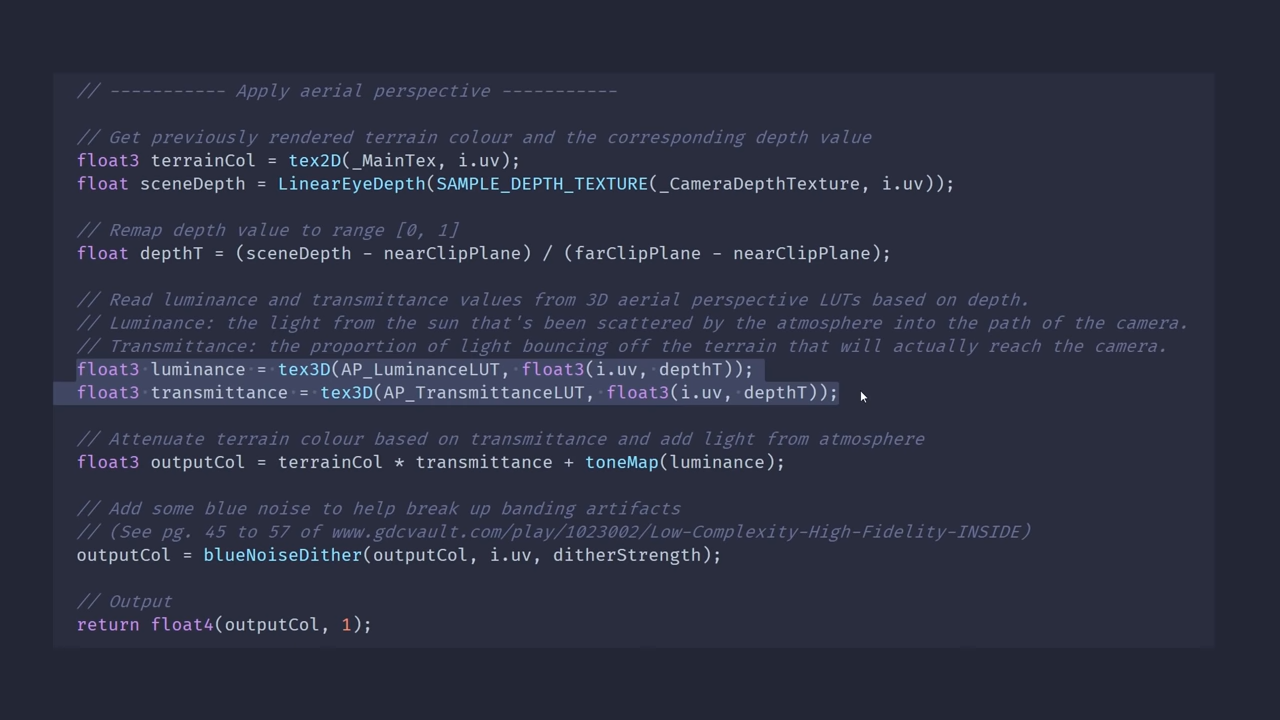 // ----------- Apply aerial perspective -----------
// Get previously rendered terrain colour and the corresponding depth value
float3 terrainCol = tex2D(_MainTex, i.uv);
float sceneDepth = LinearEyeDepth(SAMPLE_DEPTH_TEXTURE(_CameraDepthTexture, i.uv));
// Remap depth value to range [0, 1]
float depthT = (sceneDepth - nearClipPlane) / (farClipPlane - nearClipPlane);
// Read luminance and transmittance values from 3D aerial perspective LUTs based on depth.
// Luminance: the light from the sun that's been scattered by the atmosphere into the path of the camera.
// Transmittance: the proportion of light bouncing off the terrain that will actually reach the camera.
float3 luminance = tex3D(AP_LuminanceLUT, float3(i.uv, depthT));
float3 transmittance = tex3D(AP_TransmittanceLUT, float3(i.uv, depthT));
// Attenuate terrain colour based on transmittance and add light from atmosphere
float3 outputCol = terrainCol * transmittance + toneMap(luminance);
// Add some blue noise to help break up banding artifacts
// (See pg. 45 to 57 of www.gdcvault.com/play/1023002/Low-Complexity-High-Fidelity-INSIDE)
outputCol = blueNoiseDither(outputCol, i.uv, ditherStrength);
// Output
return float4(outputCol, 1);